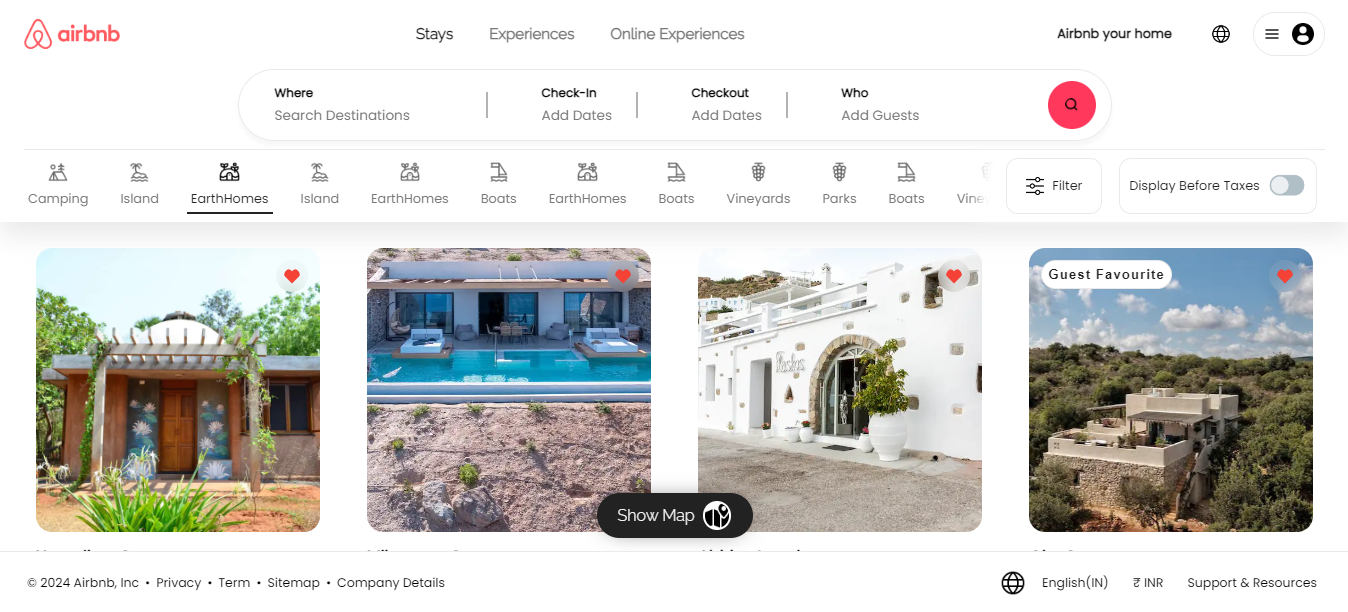 airbnb
Stays
Experiences
Online Experiences
Airbnb your home
Where
Search Destinations
Check-In
Add Dates
Checkout
Add Dates
Who
Add Guests
Camping
Island
EarthHomes
Island
EarthHomes
Boats
EarthHomes
Boats
Vineyards
Parks
Boats
Filter
Display Before Taxes
Guest Favourite
Show Map
© 2024 Airbnb, Inc • Privacy • Term • Sitemap • Company Details
English(IN)
₹ INR
Support & Resources